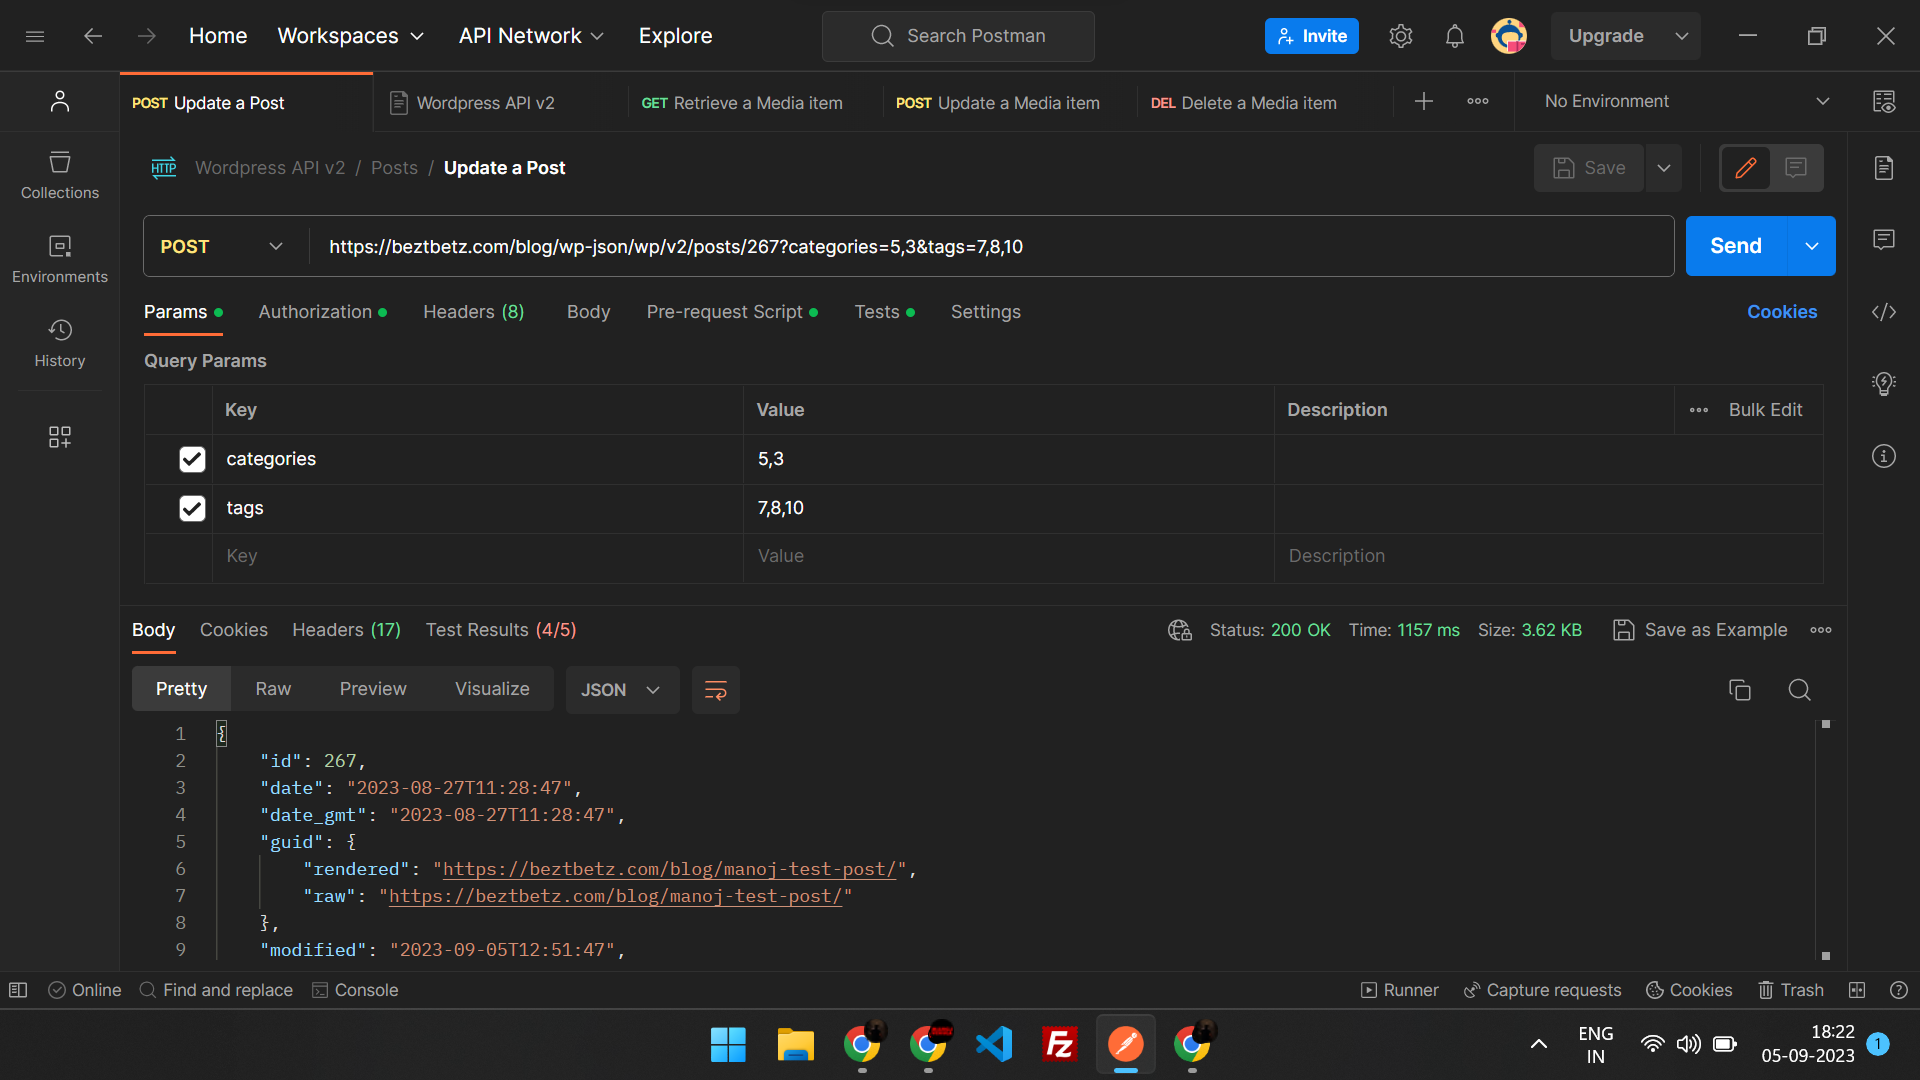 Home Workspaces API Network Explore Search Postman Invite Upgrade
POST Update a Post Wordpress API v2 GET Retrieve a Media item POST Update a Media item DEL Delete a Media item No Environment
HTTP Wordpress API v2 / Posts / Update a Post Save
Collections
POST https://beztbetz.com/blog/wp-json/wp/v2/posts/267?categories=5,3&tags=7,8,10 Send
Environments
Params Authorization Headers (8) Body Pre-request Script Tests Settings Cookies
History
Query Params
Key Value Description Bulk Edit
categories 5,3
tags 7,8,10
Key Value Description
Body Cookies Headers (17) Test Results (4/5) Status: 200 OK Time: 1157 ms Size: 3.62 KB Save as Example
Pretty Raw Preview Visualize JSON
1 {
2 "id": 267,
3 "date": "2023-08-27T11:28:47",
4 "date_gmt": "2023-08-27T11:28:47",
5 "guid": {
6 "rendered": "https://beztbetz.com/blog/manoj-test-post/",
7 "raw": "https://beztbetz.com/blog/manoj-test-post/"
8 },
9 "modified": "2023-09-05T12:51:47",
Online Find and replace Console Runner Capture requests Cookies Trash
Fz
ENG 18:22
IN 05-09-2023 1